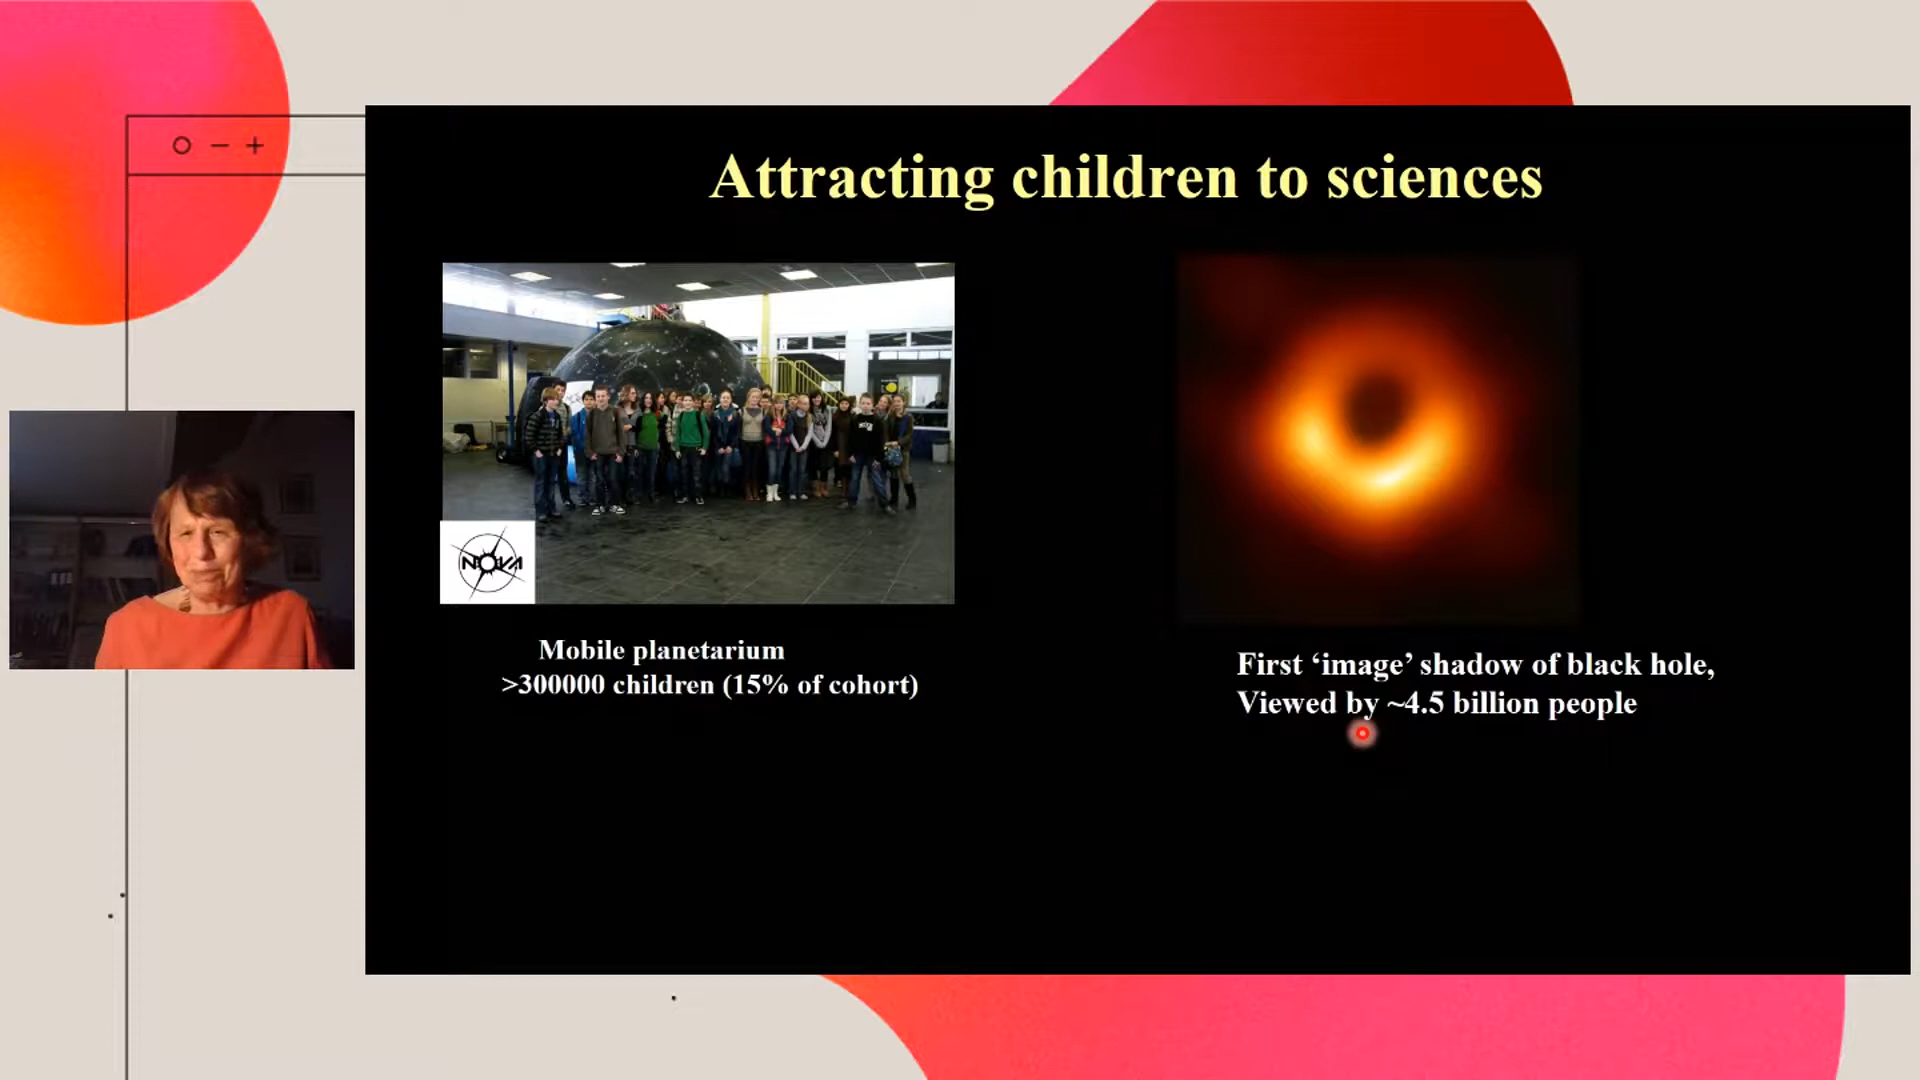 Attracting children to sciences
NOVA
Mobile planetarium
>300000 children (15% of cohort)
First ‘image’ shadow of black hole,
Viewed by ~4.5 billion people